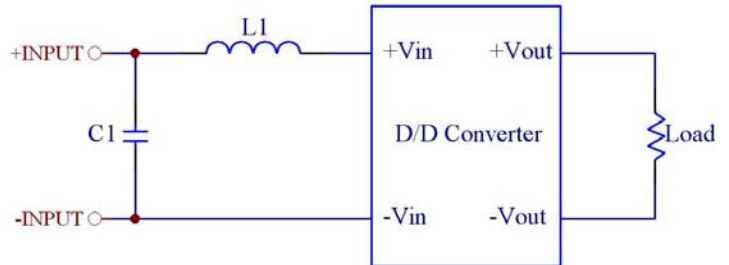 L1
+INPUT
+Vin
+Vout
C1
D/D Converter
Load
-INPUT
-Vin
-Vout